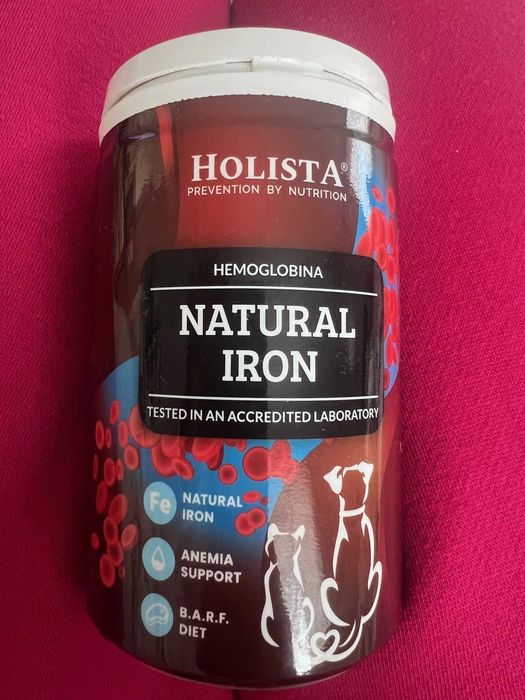 HOLISTA®
PREVENTION BY NUTRITION
HEMOGLOBINA
NATURAL
IRON
TESTED IN AN ACCREDITED LABORATORY
Fe
NATURAL
IRON
ANEMIA
SUPPORT
B.A.R.F.
DIET